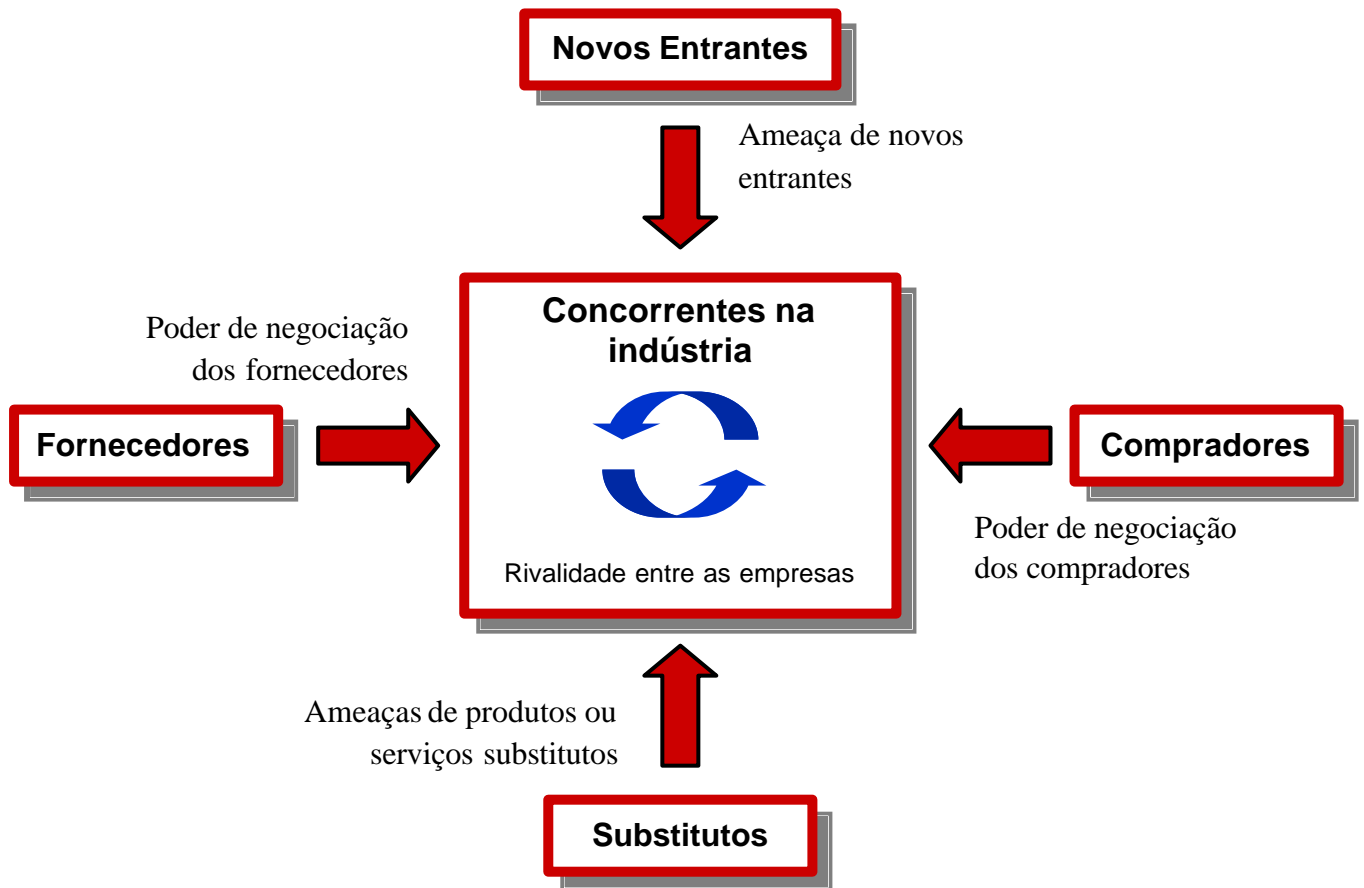 Novos Entrantes
Ameaça de novos
entrantes
Concorrentes na
indústria
Poder de negociação
dos fornecedores
Fornecedores
Compradores
Poder de negociação
dos compradores
Rivalidade entre as empresas
Ameaças de produtos ou
serviços substitutos
Substitutos